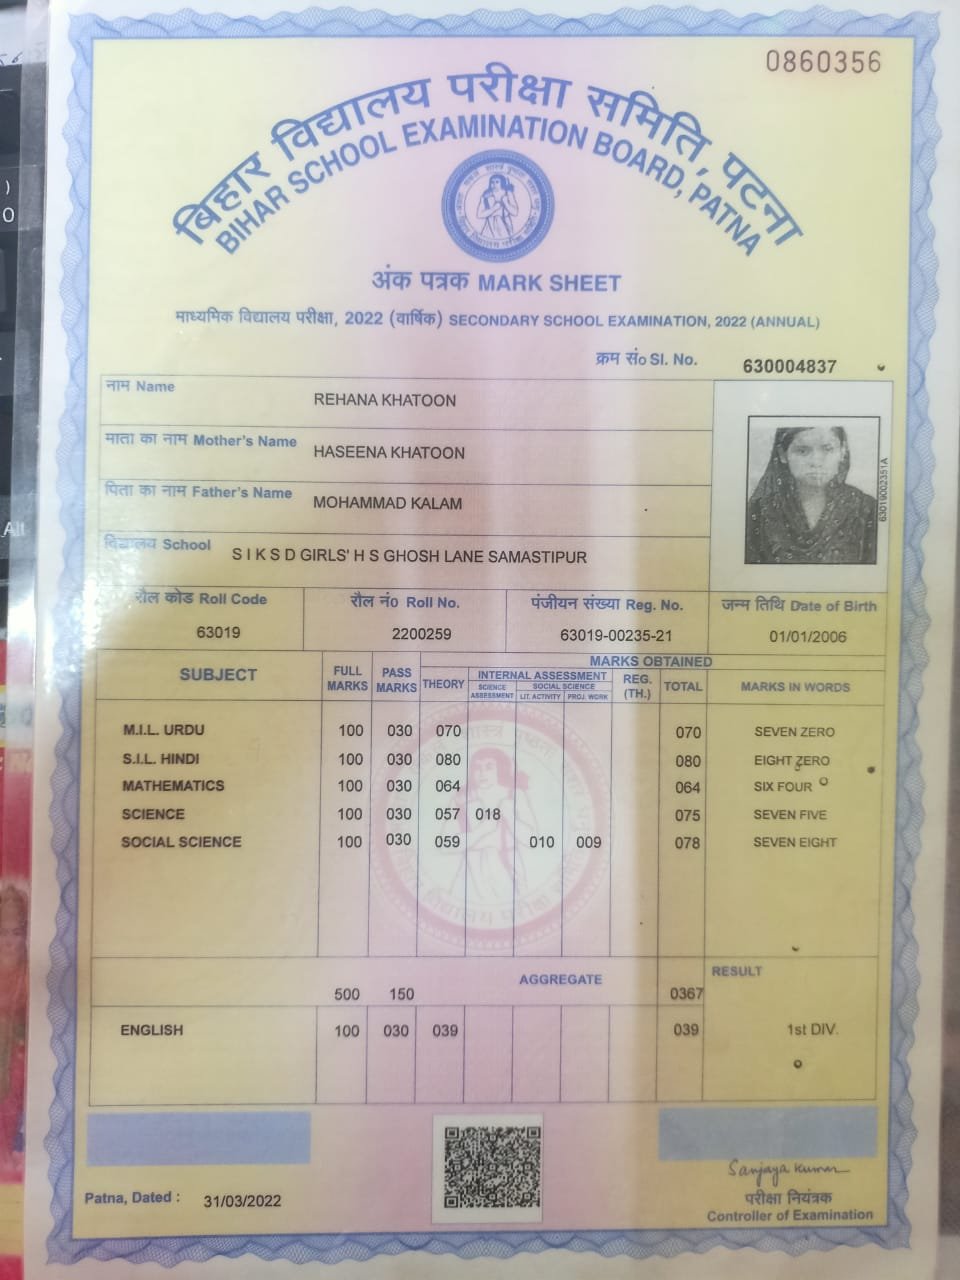 0860356
बिहार विद्यालय परीक्षा समिति, पटना
BIHAR SCHOOL EXAMINATION BOARD, PATNA
अंक पत्रक MARK SHEET
माध्यमिक विद्यालय परीक्षा, 2022 (वार्षिक) SECONDARY SCHOOL EXAMINATION, 2022 (ANNUAL)
क्रम सं० Sl. No. 630004837
नाम Name REHANA KHATOON
माता का नाम Mother's Name HASEENA KHATOON
पिता का नाम Father's Name MOHAMMAD KALAM
विद्यालय School S I K S D GIRLS' H S GHOSH LANE SAMASTIPUR
63019002351A
रौल कोड Roll Code रौल नं० Roll No. पंजीयन संख्या Reg. No. जन्म तिथि Date of Birth
63019 2200259 63019-00235-21 01/01/2006
SUBJECT FULL MARKS PASS MARKS MARKS OBTAINED
THEORY INTERNAL ASSESSMENT REG. (TH.) TOTAL MARKS IN WORDS
SCIENCE ASSESSMENT SOCIAL SCIENCE
LIT. ACTIVITY PROJ. WORK
M.I.L. URDU 100 030 070 070 SEVEN ZERO
S.I.L. HINDI 100 030 080 080 EIGHT ZERO
MATHEMATICS 100 030 064 064 SIX FOUR
SCIENCE 100 030 057 018 075 SEVEN FIVE
SOCIAL SCIENCE 100 030 059 010 009 078 SEVEN EIGHT
AGGREGATE RESULT
500 150 0367
ENGLISH 100 030 039 039 1st DIV.
Sanjaya Kumar
Patna, Dated : 31/03/2022
परीक्षा नियंत्रक
Controller of Examination
Alt